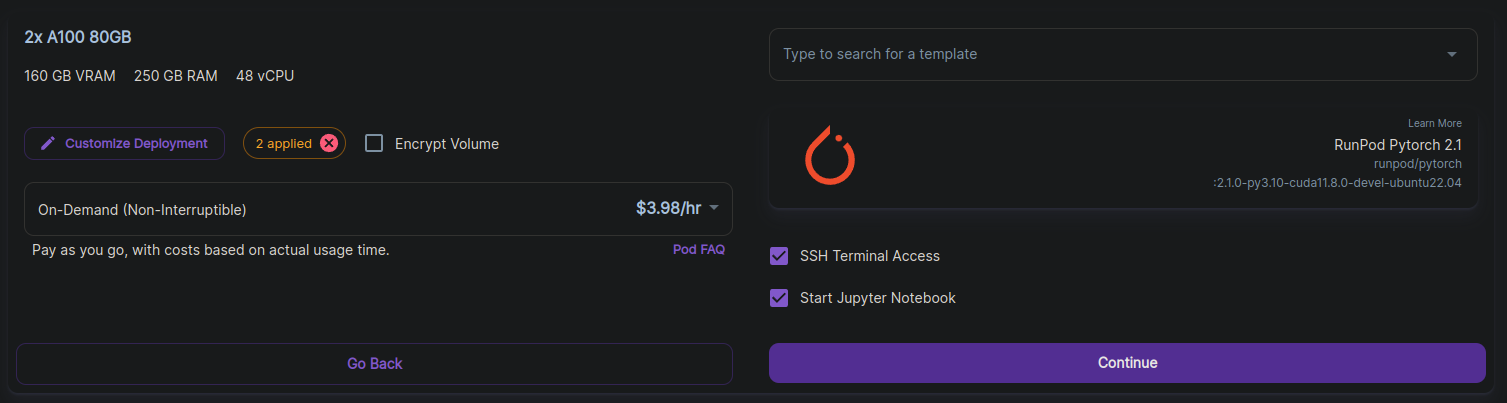 2x A100 80GB
160 GB VRAM 250 GB RAM 48 vCPU
Customize Deployment
2 applied
Encrypt Volume
On-Demand (Non-Interruptible)
$3.98/hr
Pay as you go, with costs based on actual usage time.
Pod FAQ
Go Back
Type to search for a template
Learn More
RunPod Pytorch 2.1
runpod/pytorch
:2.1.0-py3.10-cuda11.8.0-devel-ubuntu22.04
SSH Terminal Access
Start Jupyter Notebook
Continue